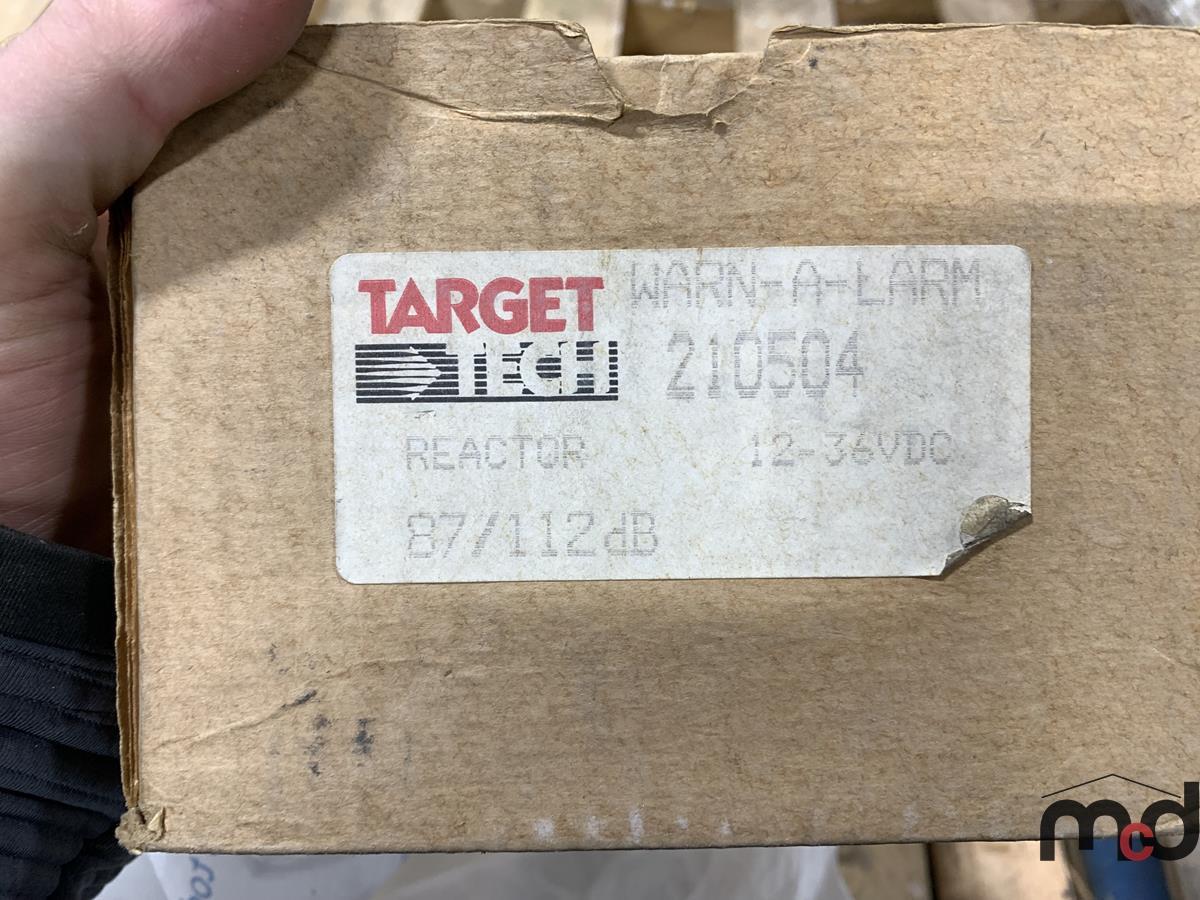 TARGET
TECH
WARN-A-LARM
210504
REACTOR 12-36VDC
87/112dB
mcd